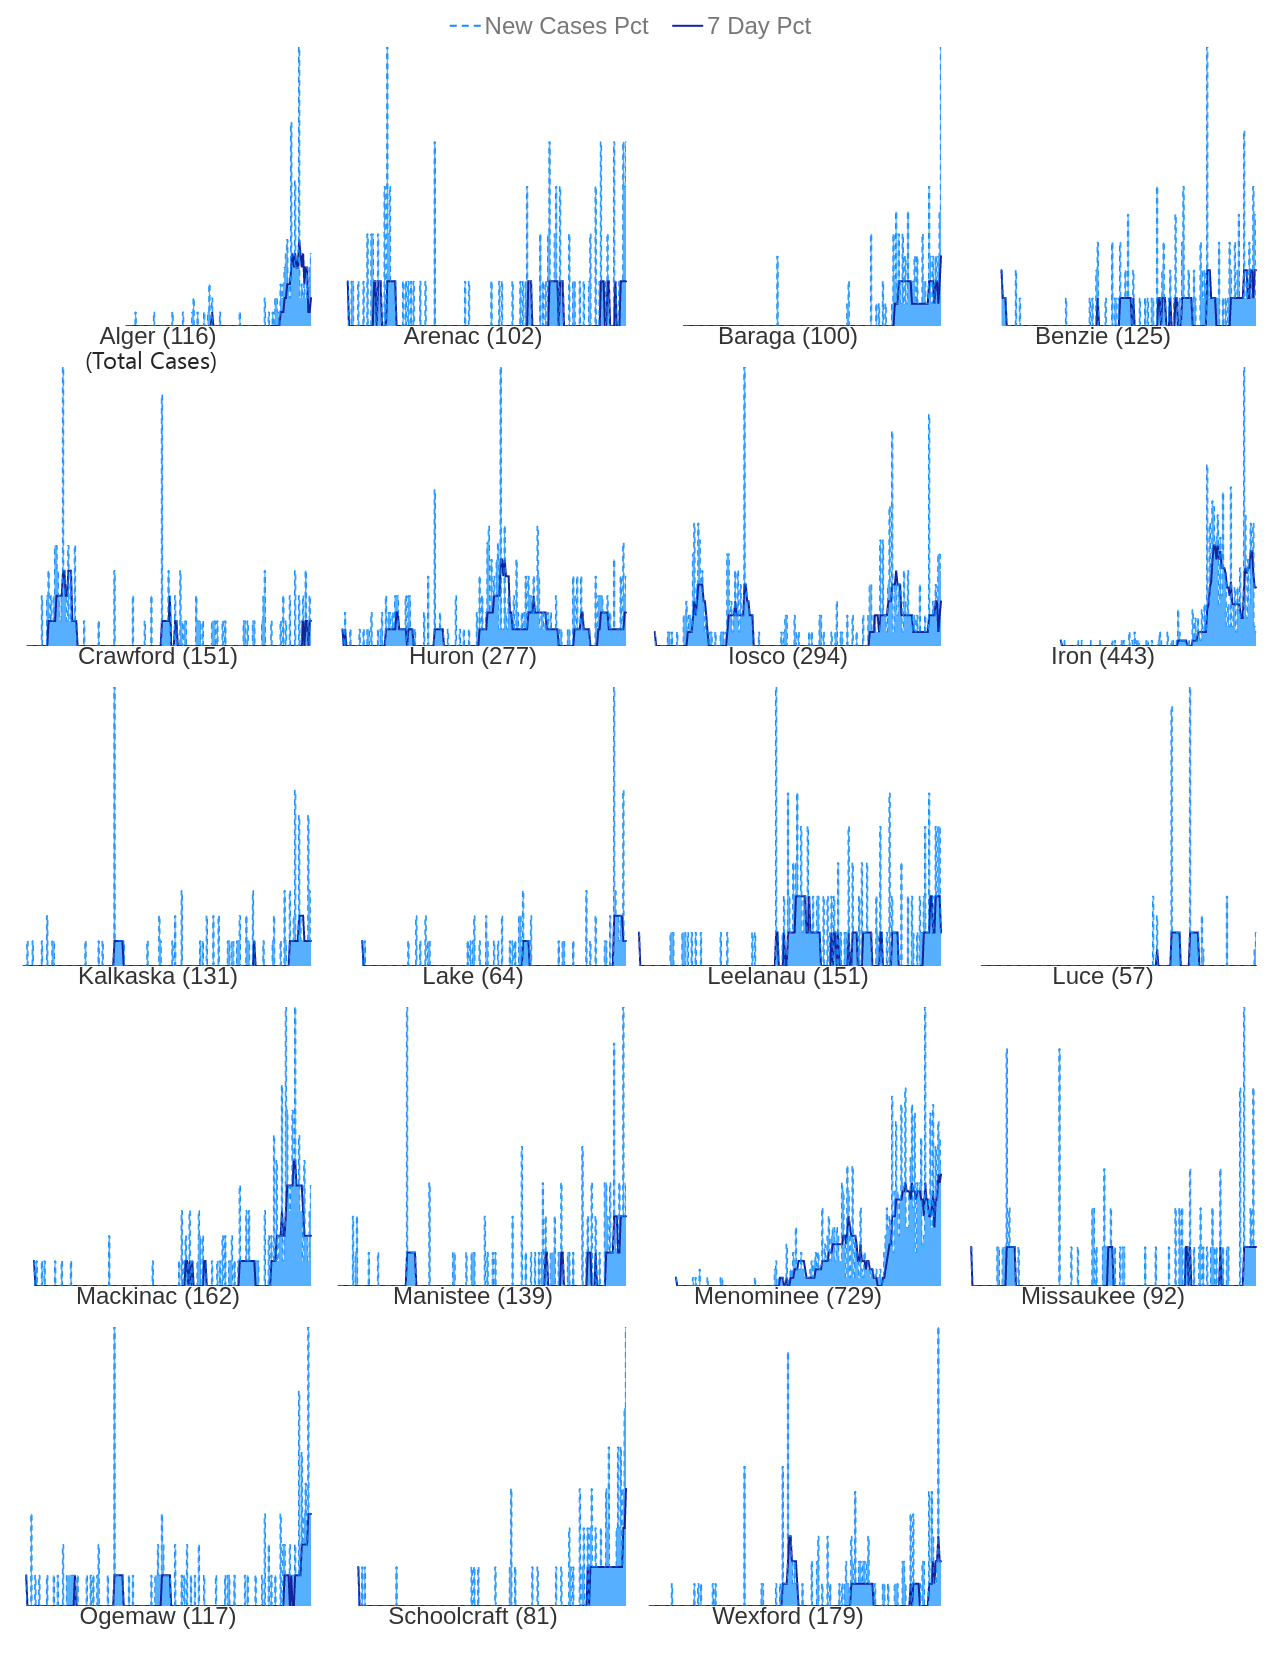 New Cases Pct 7 Day Pct
Alger (116) Arenac (102) Baraga (100) Benzie (125)
(Total Cases)
Crawford (151) Huron (277) Iosco (294) Iron (443)
Kalkaska (131) Lake (64) Leelanau (151) Luce (57)
Mackinac (162) Manistee (139) Menominee (729) Missaukee (92)
Ogemaw (117) Schoolcraft (81) Wexford (179)